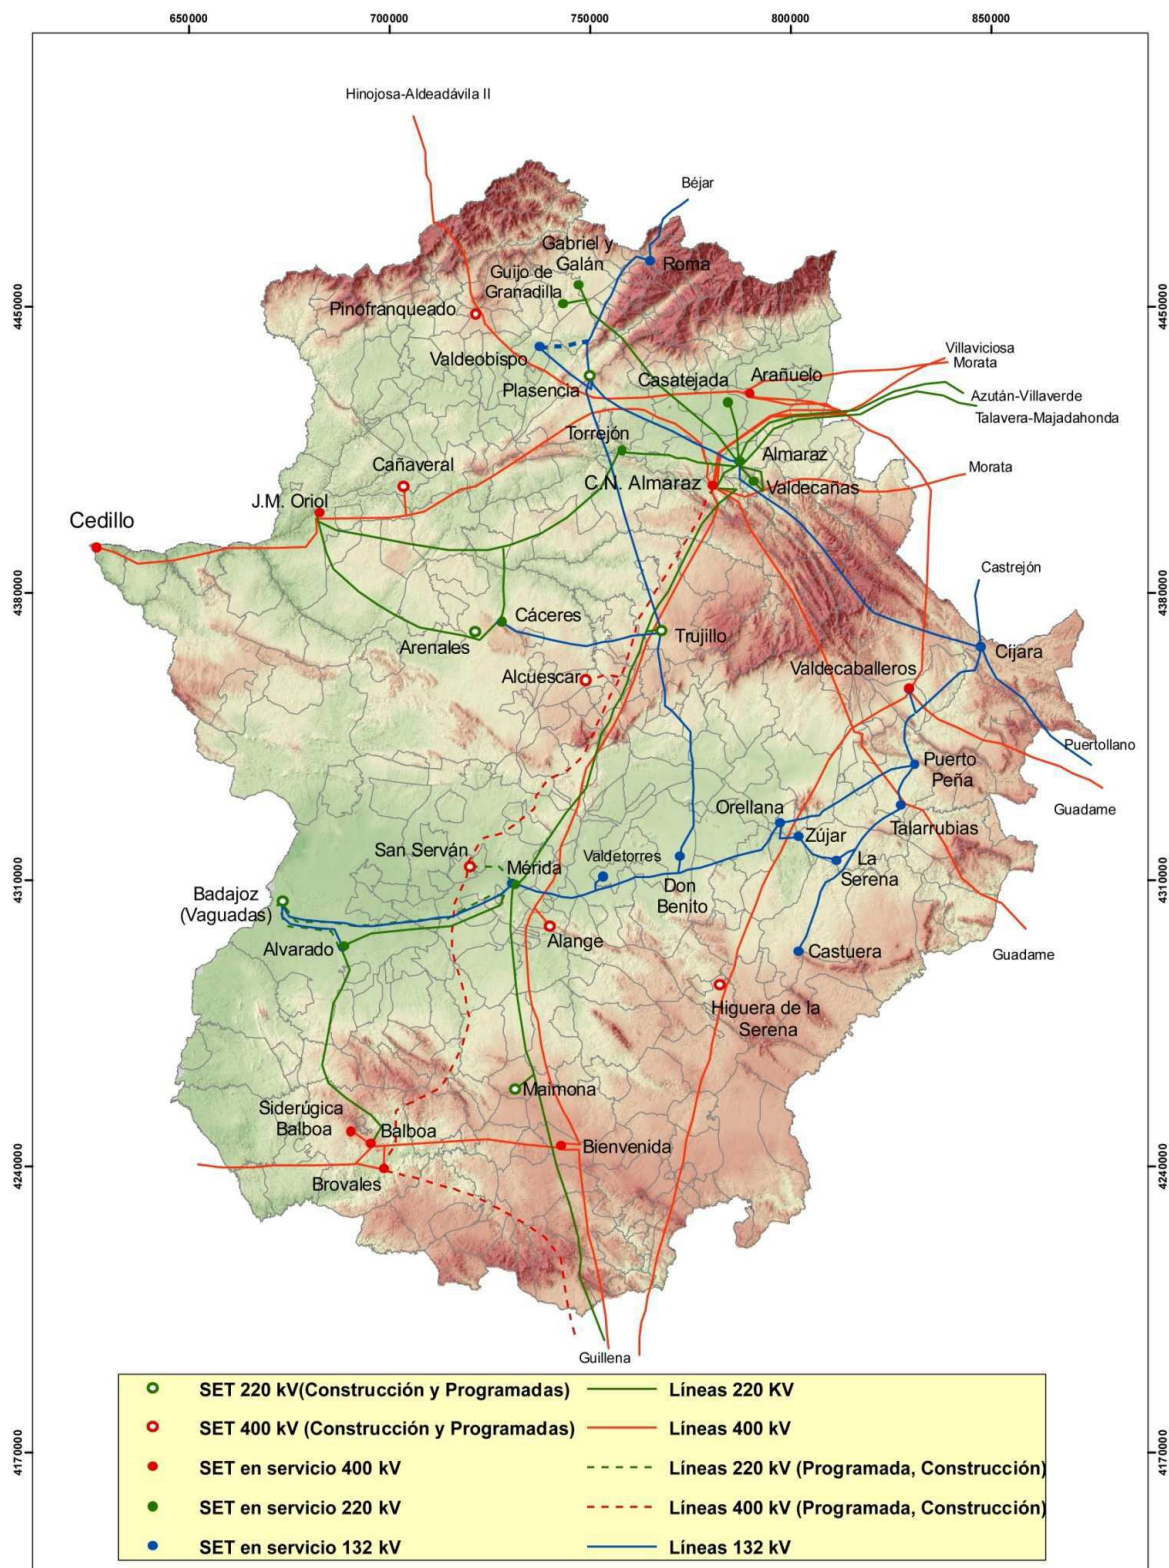 650000
700000
750000
800000
850000
Hinojosa-Aldeadávila II
Béjar
Gabriel y
Galán
Roma
Guijo de
Granadilla
4450000
4450000
Pinofranqueado
Valdeobispo
Villaviciosa
Morata
Plasencia
Casatejada
Arañuelo
Azután-Villaverde
Talavera-Majadahonda
Torrejón
Almaraz
Cañaveral
C.N. Almaraz
Valdecañas
Morata
J.M. Oriol
Cedillo
Castrejón
4380000
4380000
Cáceres
Arenales
Trujillo
Cíjara
Alcúescar
Valdecaballeros
Puertollano
Puerto
Peña
Guadame
Orellana
Zújar
Talarrubias
San Serván
Mérida
Valdetorres
La
Serena
4310000
4310000
Don
Benito
Badajoz
(Vaguadas)
Alvarado
Alange
Castuera
Guadame
Higuera de la
Serena
Maimona
Siderúgica
Balboa
Balboa
Bienvenida
4240000
4240000
Brovales
Guillena
SET 220 kV(Construcción y Programadas)
Líneas 220 KV
SET 400 kV (Construcción y Programadas)
Líneas 400 kV
SET en servicio 400 kV
Líneas 220 kV (Programada, Construcción)
SET en servicio 220 kV
Líneas 400 kV (Programada, Construcción)
SET en servicio 132 kV
Líneas 132 kV
4170000
4170000